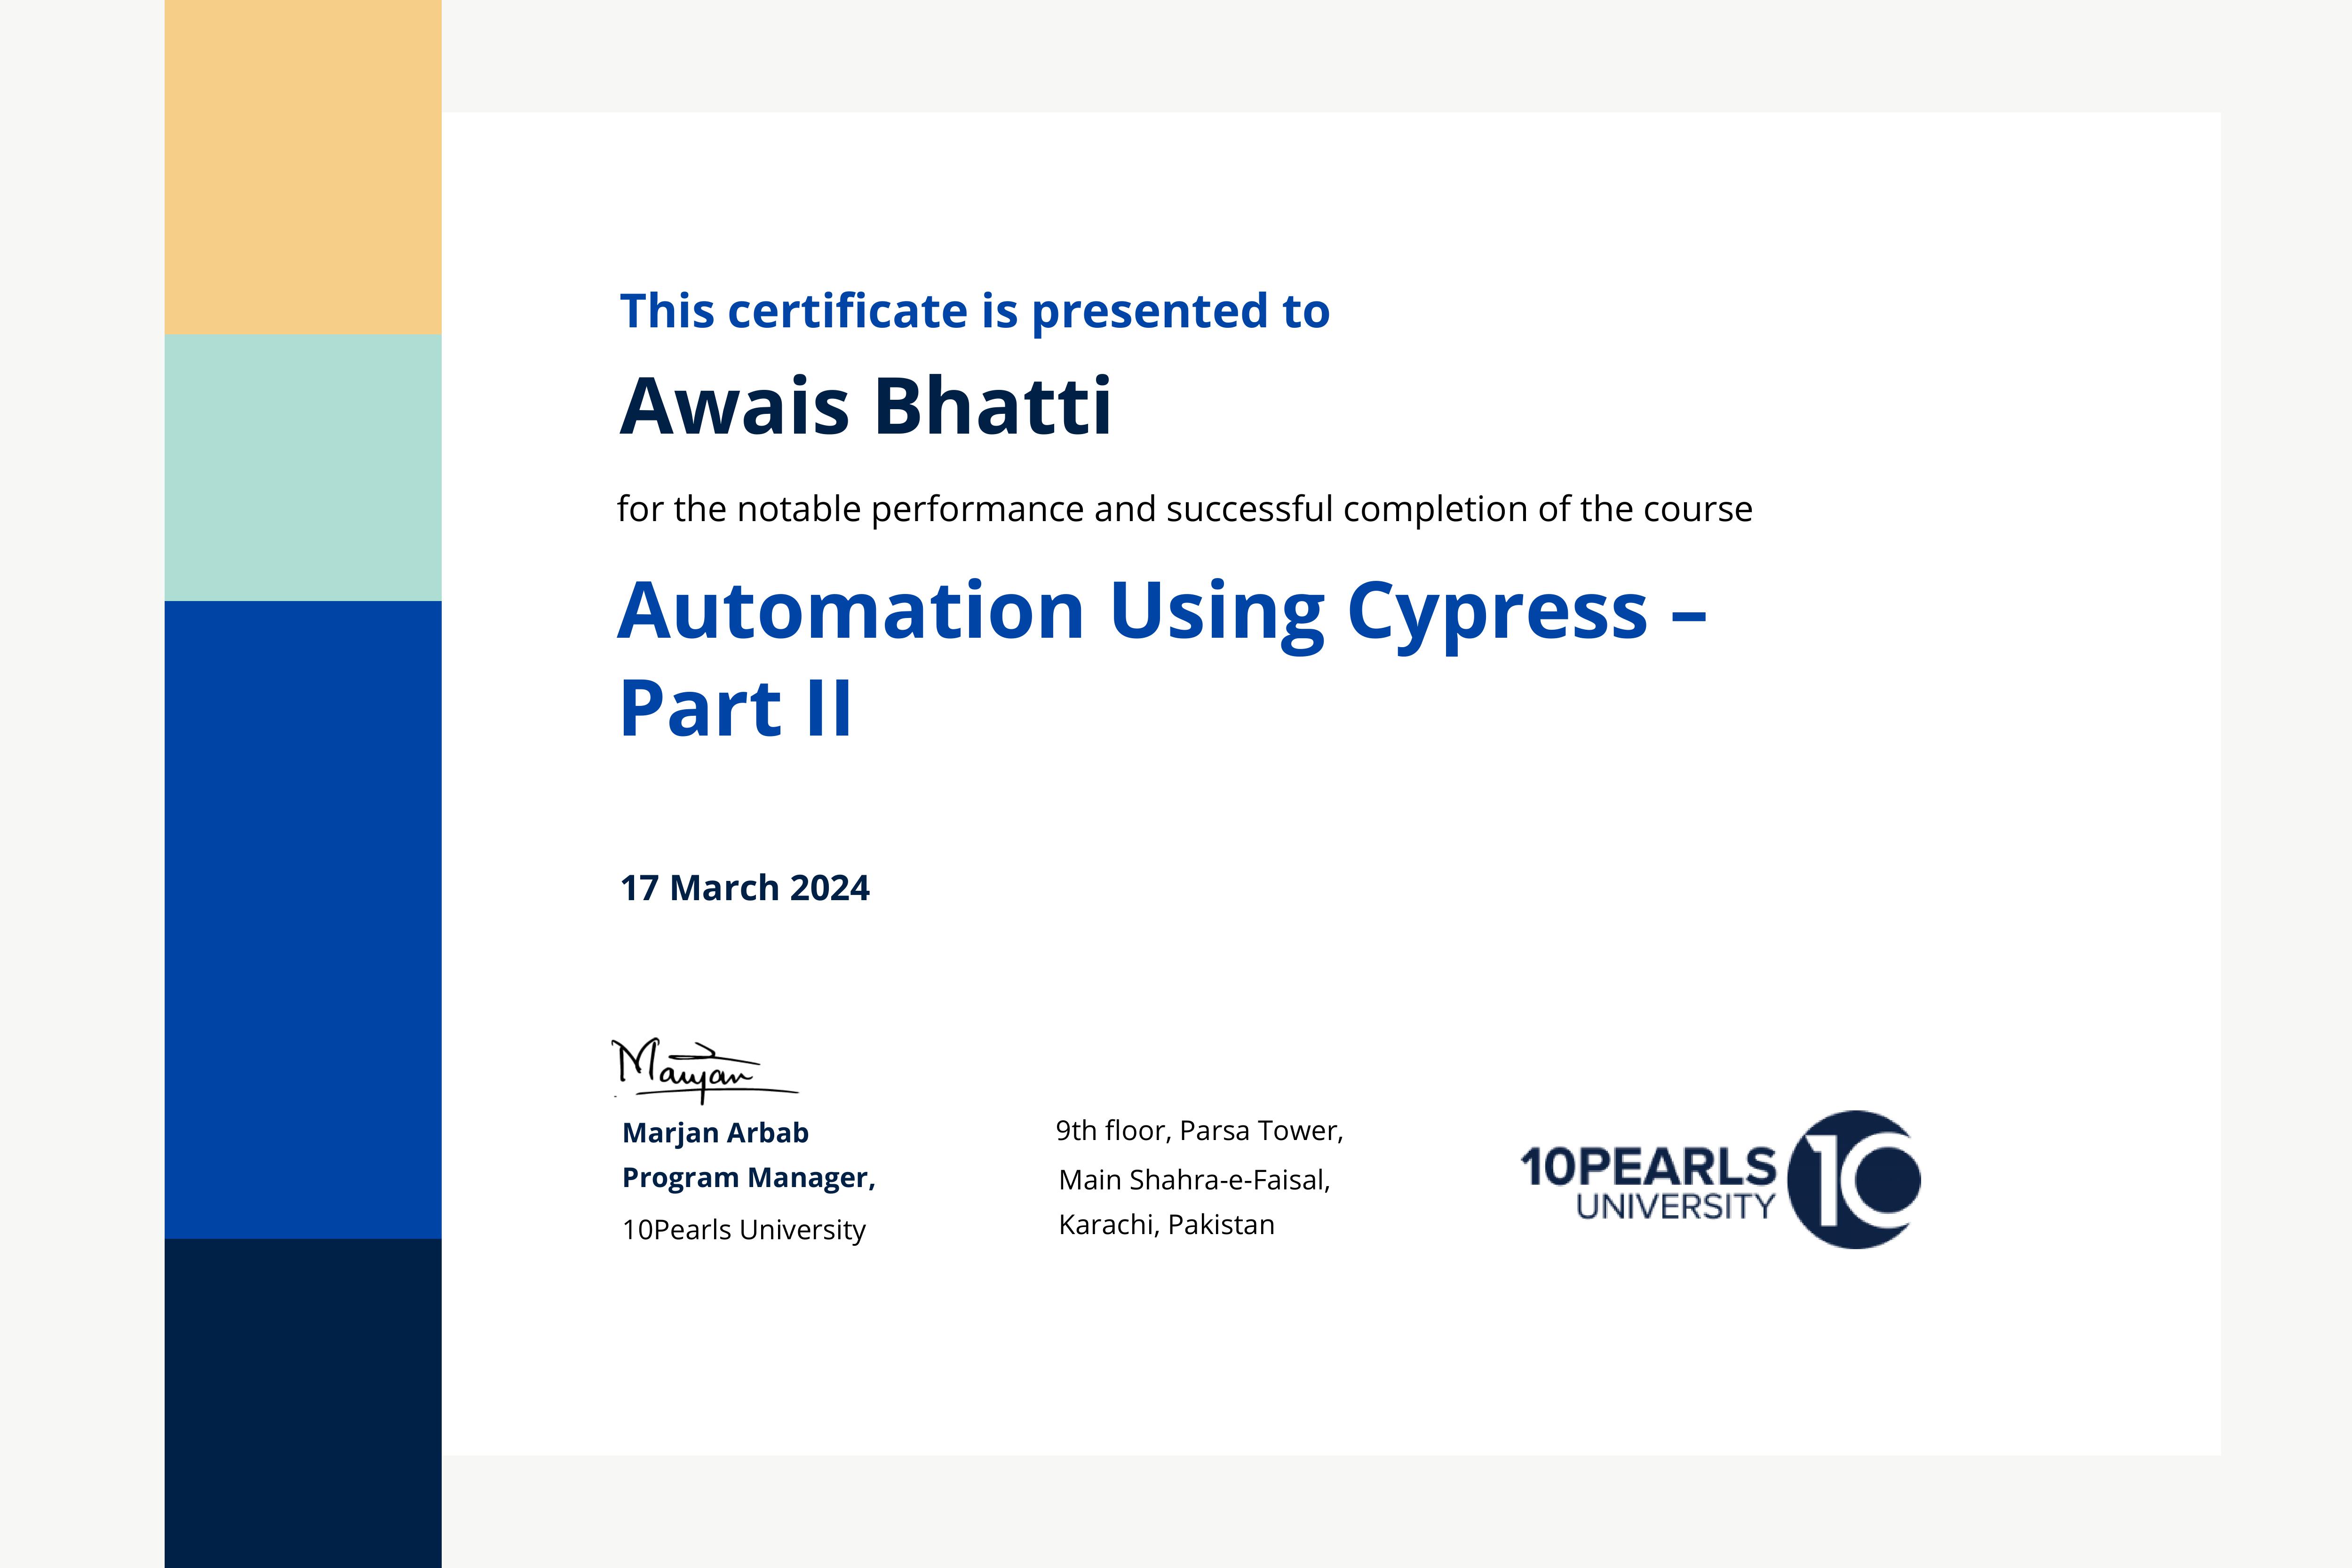 This certificate is presented to
Awais Bhatti
for the notable performance and successful completion of the course
Automation Using Cypress –
Part II
17 March 2024
Marjan
Marjan Arbab
Program Manager,
10Pearls University
9th floor, Parsa Tower,
Main Shahra-e-Faisal,
Karachi, Pakistan
10PEARLS
UNIVERSITY
10